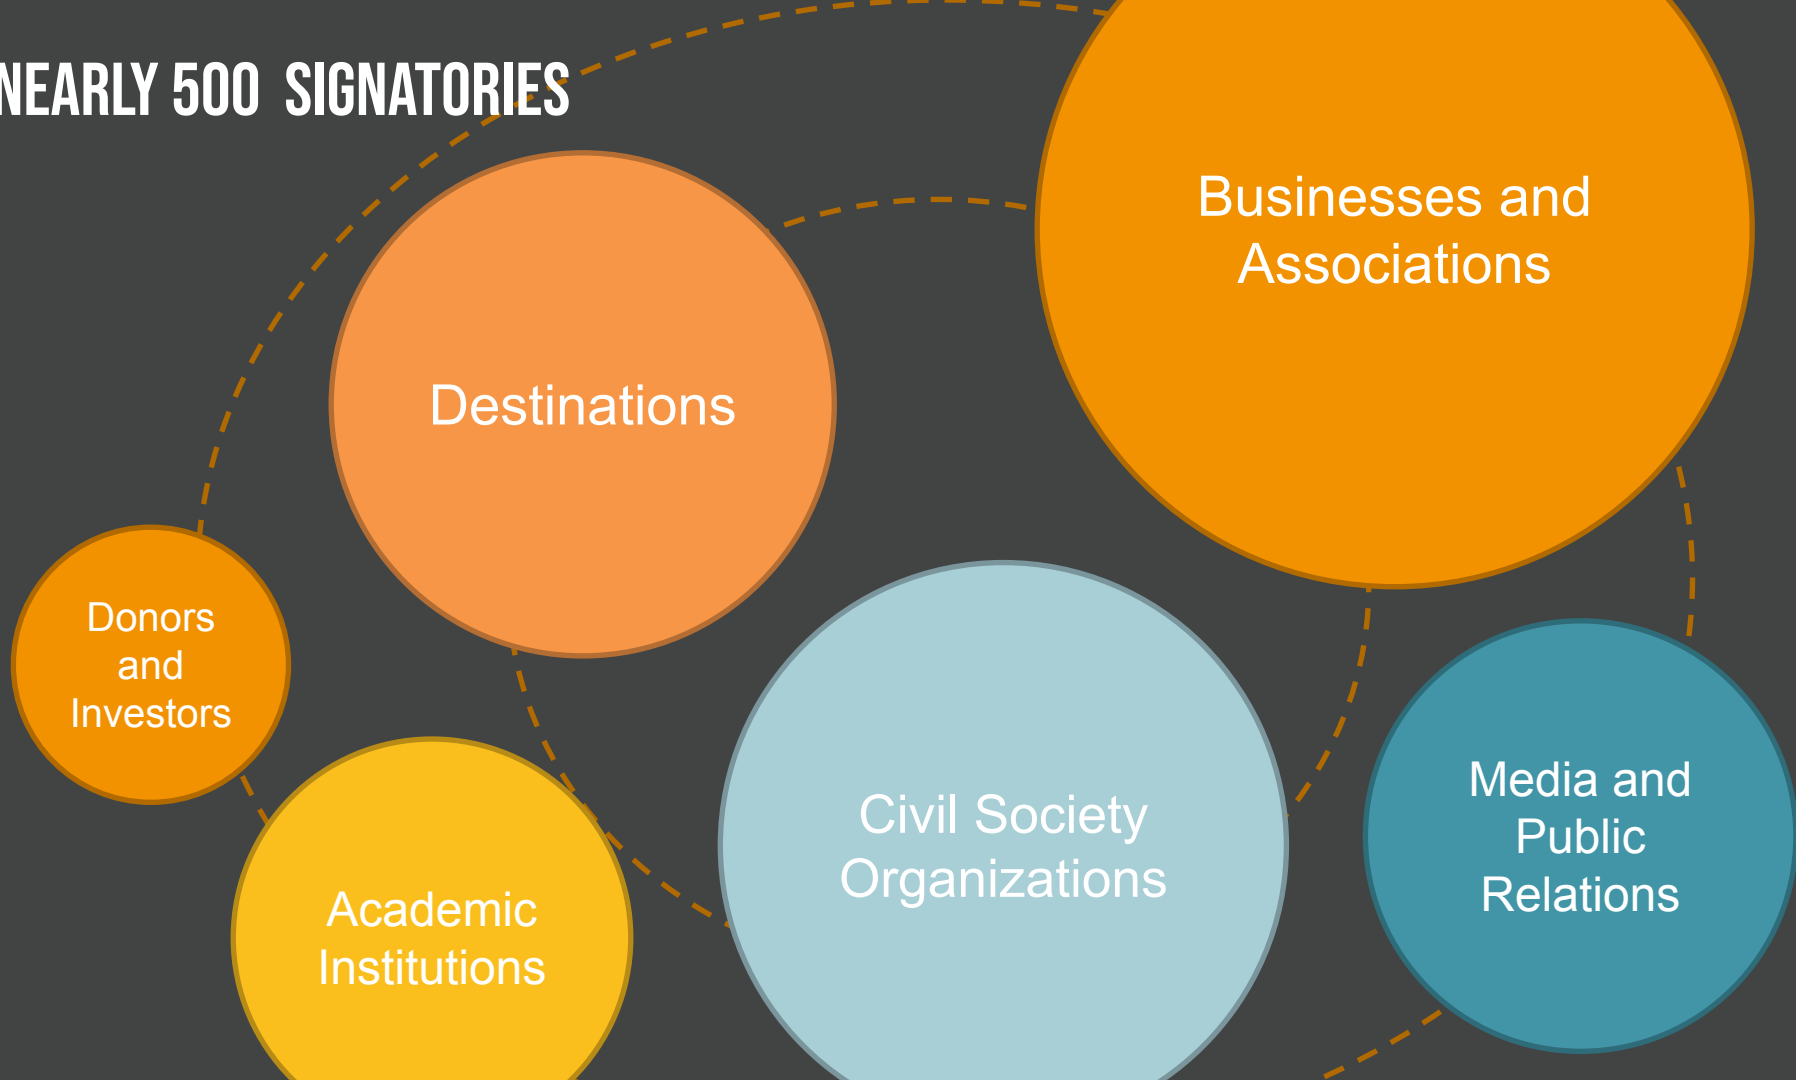 NEARLY 500 SIGNATORIES
Businesses and
Associations
Destinations
Donors
and
Investors
Civil Society
Organizations
Media and
Public
Relations
Academic
Institutions